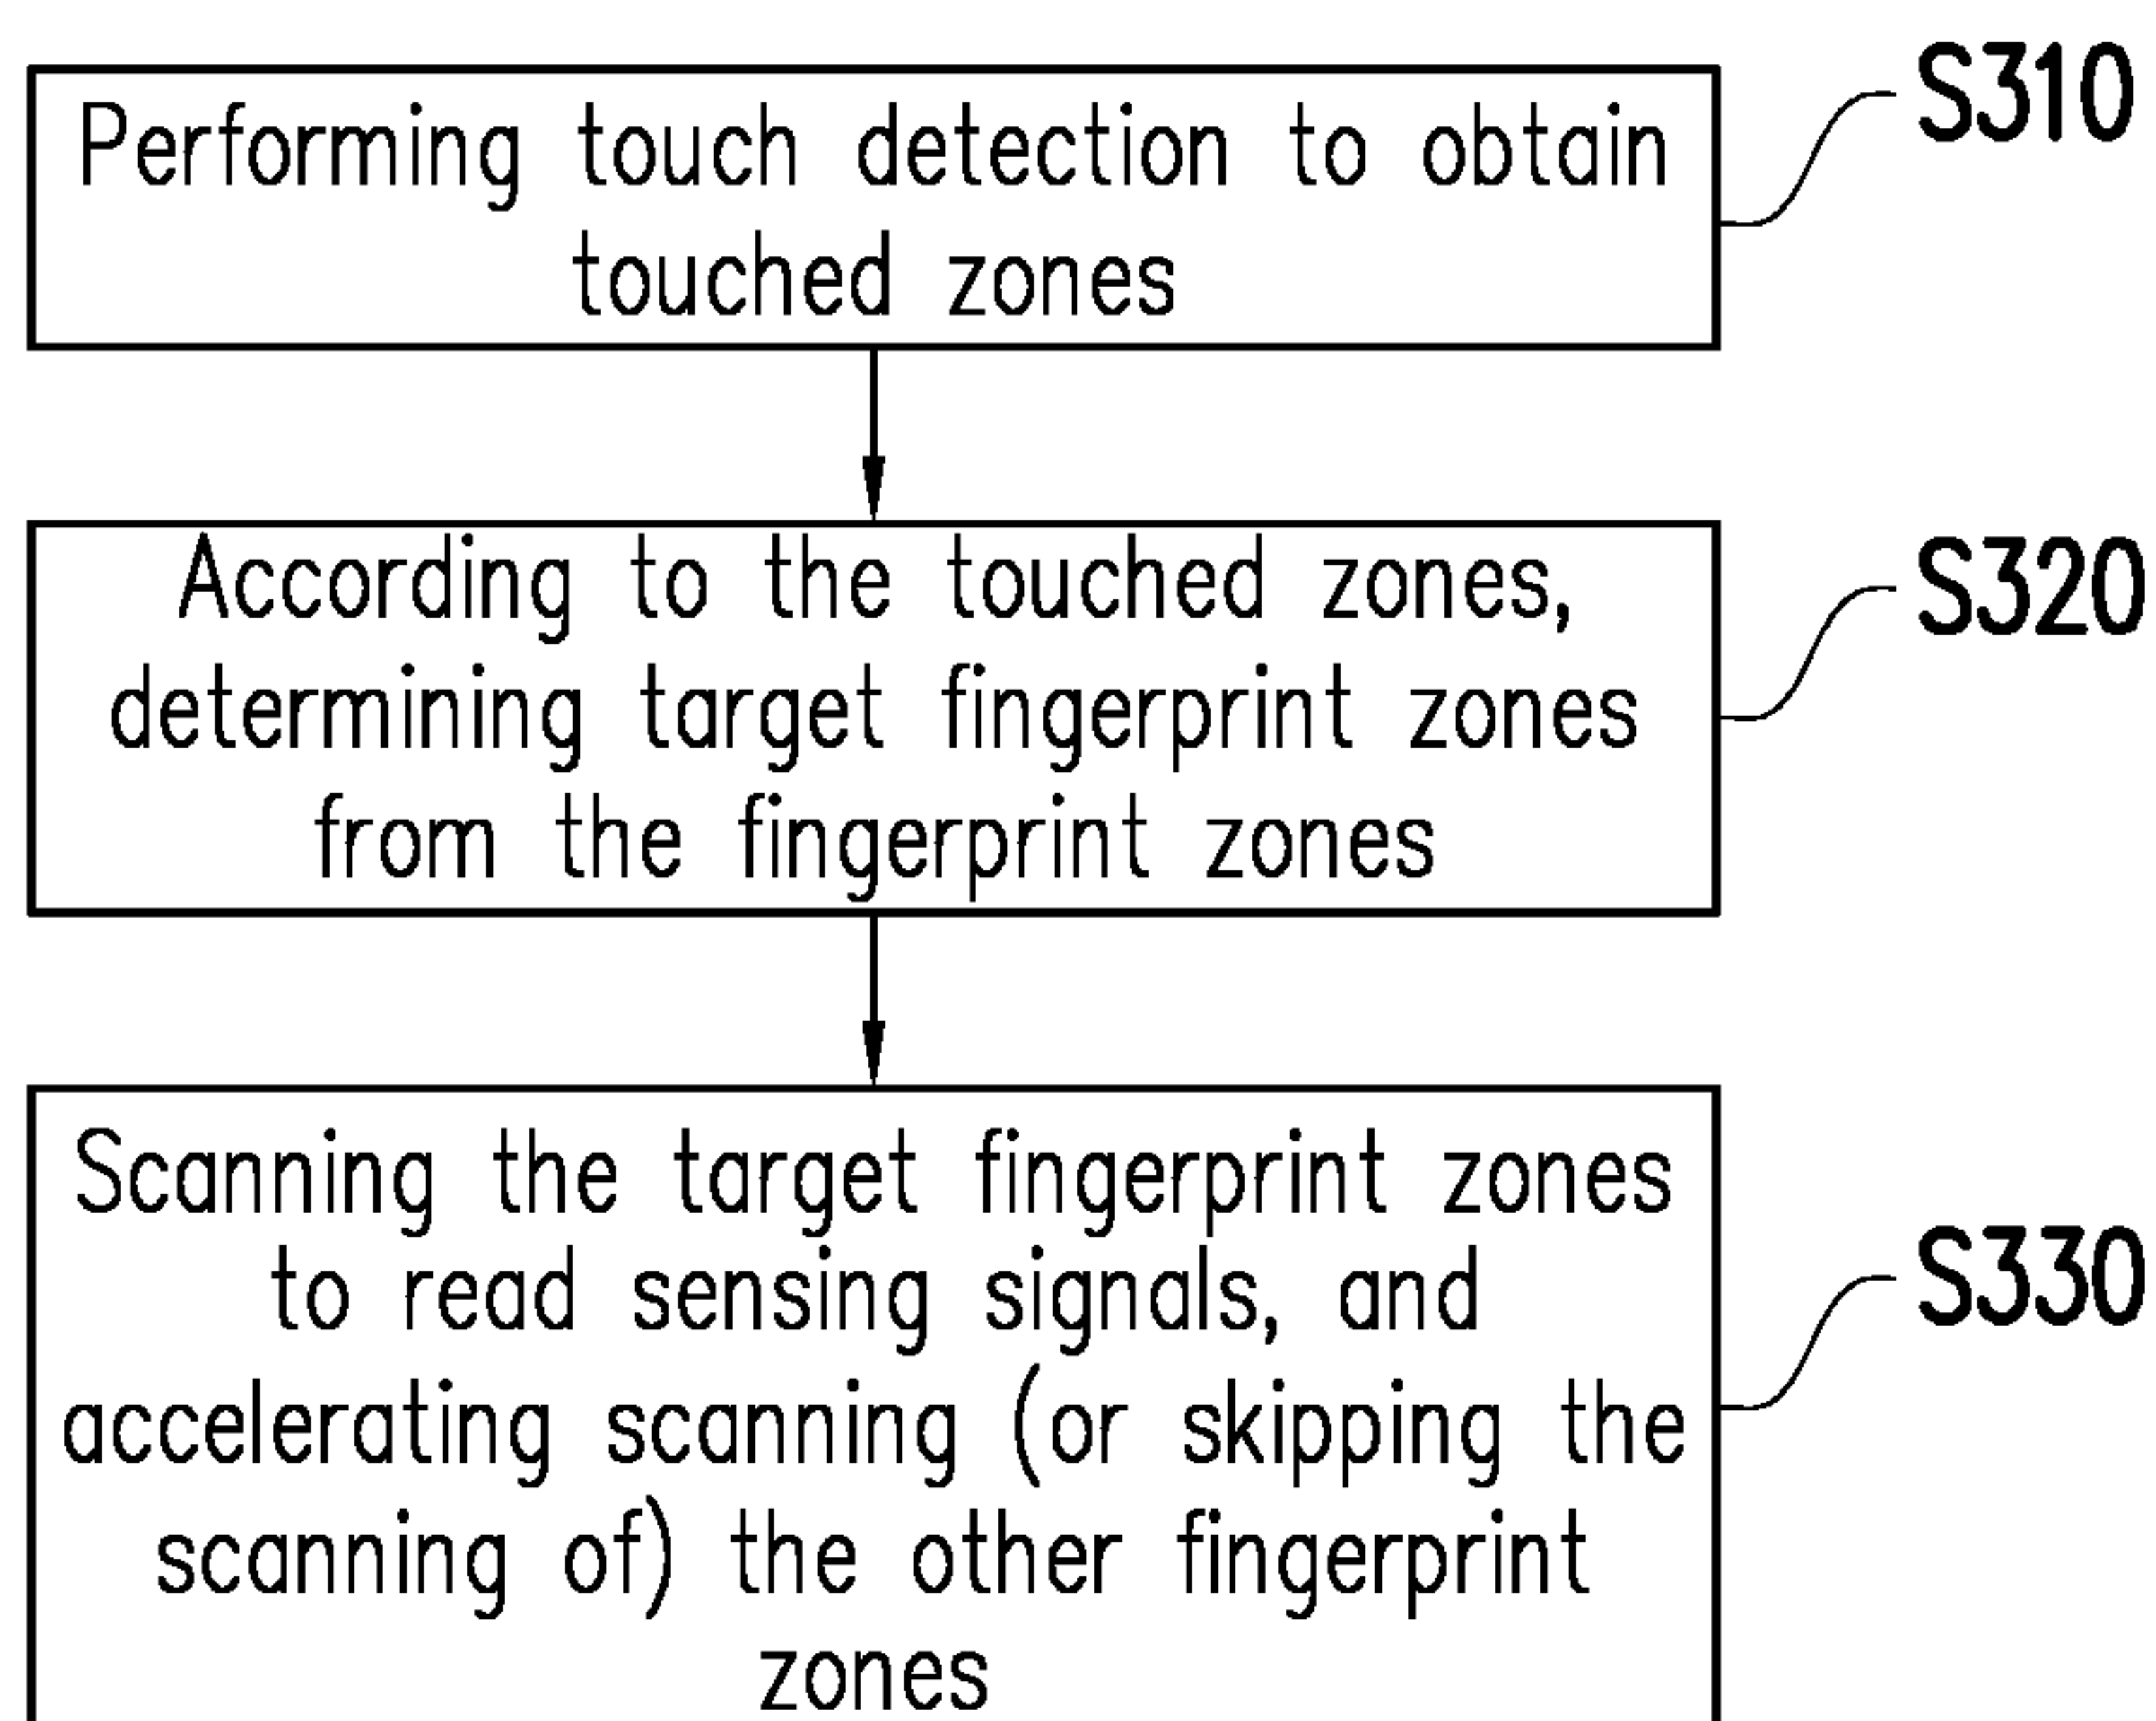 Performing touch detection to obtain
touched zones
S310
According to the touched zones,
determining target fingerprint zones
from the fingerprint zones
S320
Scanning the target fingerprint zones
to read sensing signals, and
accelerating scanning (or skipping the
scanning of) the other fingerprint
zones
S330